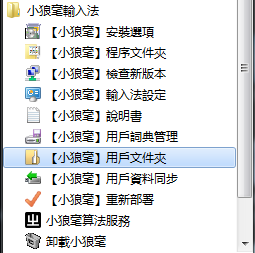 小狼毫輸入法
【小狼毫】安裝選項
【小狼毫】程序文件夾
【小狼毫】檢查新版本
【小狼毫】輸入法設定
【小狼毫】說明書
【小狼毫】用戶詞典管理
【小狼毫】用戶文件夾
【小狼毫】用戶資料同步
【小狼毫】重新部署
小狼毫算法服務
卸載小狼毫